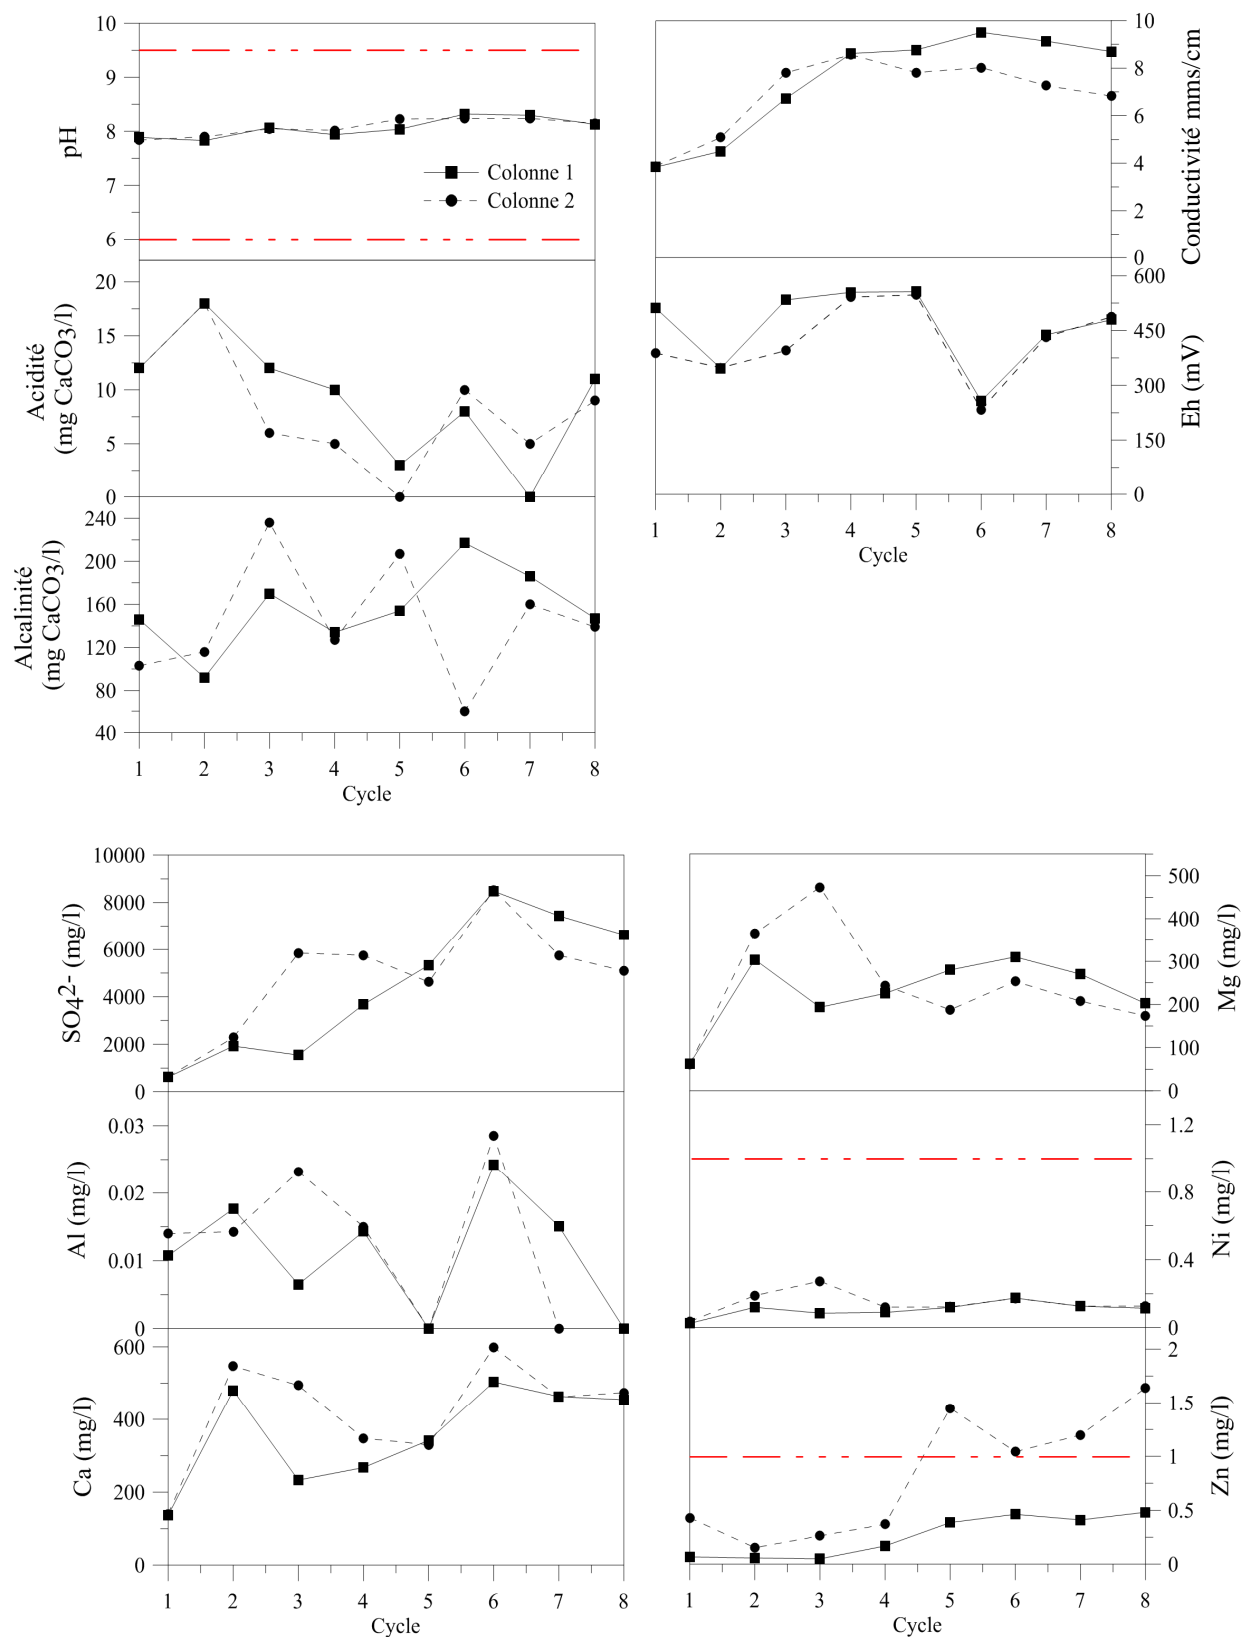 10
9
8
7
6
pH
Colonne 1
Colonne 2
20
15
10
5
0
Acidité
(mg CaCO3/l)
240
200
160
120
80
40
Alcalinité
(mg CaCO3/l)
1 2 3 4 5 6 7 8
Cycle
10
8
6
4
2
0
Conductivité mms/cm
600
450
300
150
0
Eh (mV)
1 2 3 4 5 6 7 8
Cycle
10000
8000
6000
4000
2000
0
SO4²- (mg/l)
0.03
0.02
0.01
0
Al (mg/l)
600
400
200
0
Ca (mg/l)
1 2 3 4 5 6 7 8
Cycle
500
400
300
200
100
0
Mg (mg/l)
1.2
0.8
0.4
0
Ni (mg/l)
2
1.5
1
0.5
0
Zn (mg/l)
1 2 3 4 5 6 7 8
Cycle